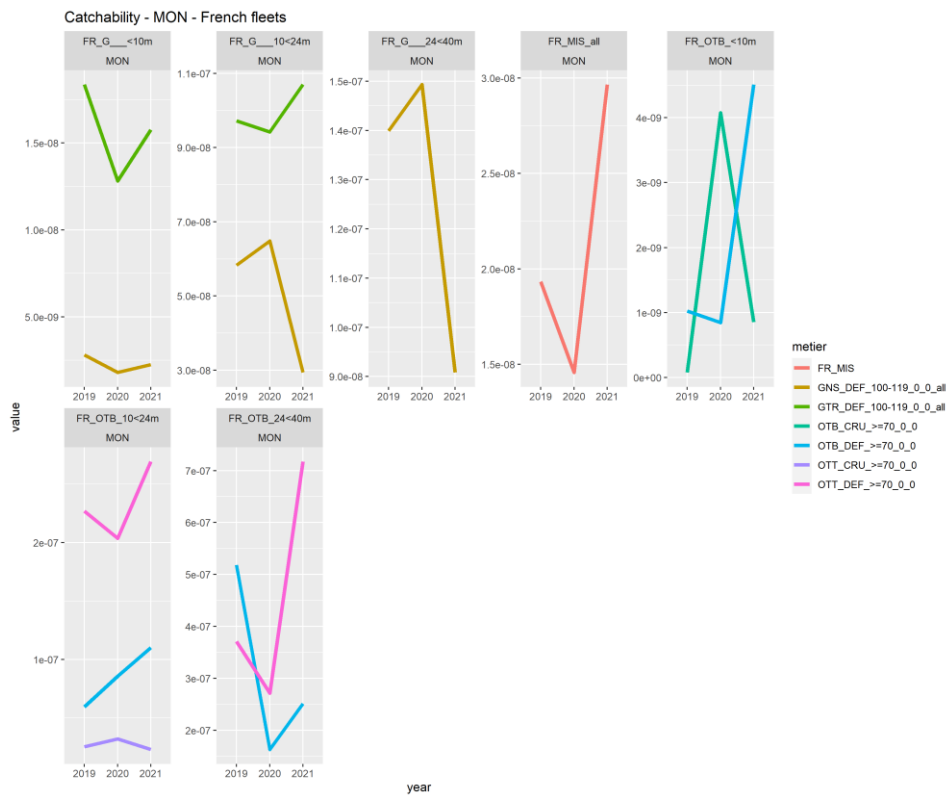 Catchability - MON - French fleets
FR_G___<10m
MON
FR_G___10<24m
MON
FR_G___24<40m
MON
FR_MIS_all
MON
FR_OTB_<10m
MON
1.5e-08
1.0e-08
5.0e-09
2019 2020 2021
1.1e-07
9.0e-08
7.0e-08
5.0e-08
3.0e-08
2019 2020 2021
1.5e-07
1.4e-07
1.3e-07
1.2e-07
1.1e-07
1.0e-07
9.0e-08
2019 2020 2021
3.0e-08
2.5e-08
2.0e-08
1.5e-08
2019 2020 2021
4e-09
3e-09
2e-09
1e-09
0e+00
2019 2020 2021
value
FR_OTB_10<24m
MON
FR_OTB_24<40m
MON
2e-07
1e-07
2019 2020 2021
7e-07
6e-07
5e-07
4e-07
3e-07
2e-07
2019 2020 2021
year
metier
FR_MIS
GNS_DEF_100-119_0_0_all
GTR_DEF_100-119_0_0_all
OTB_CRU_>=70_0_0
OTB_DEF_>=70_0_0
OTT_CRU_>=70_0_0
OTT_DEF_>=70_0_0